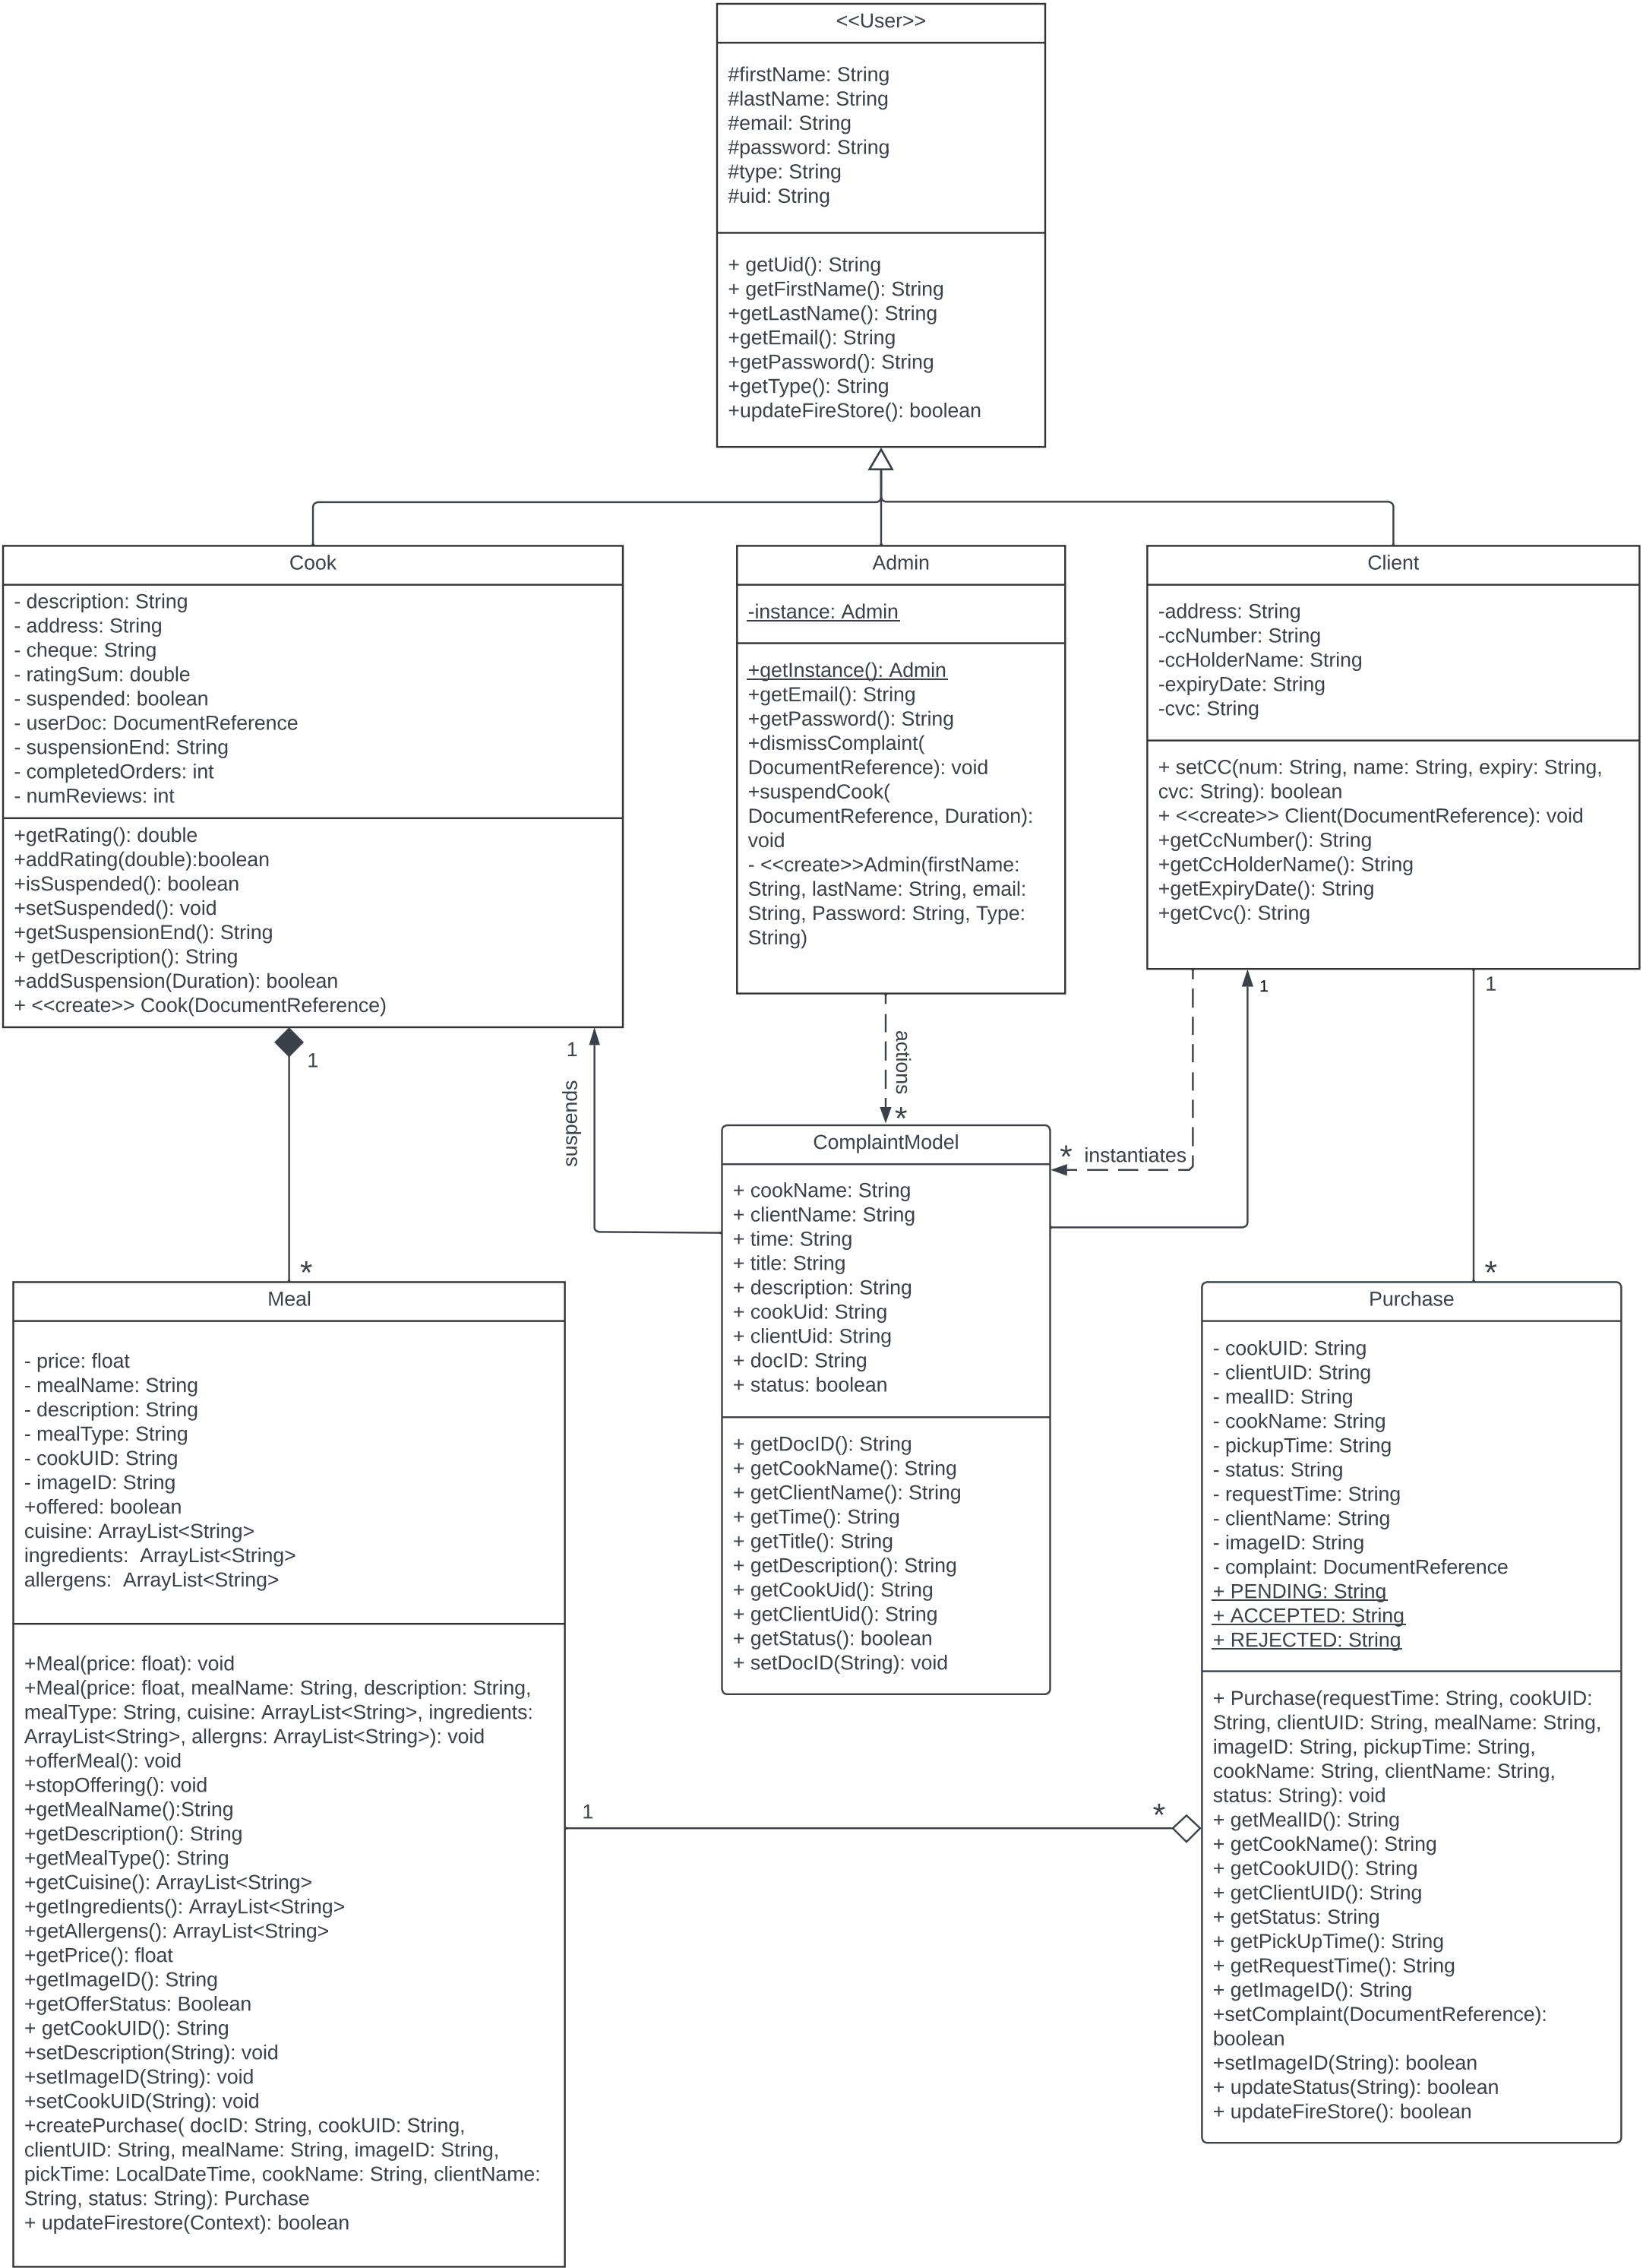 <<User>>
#firstName: String
#lastName: String
#email: String
#password: String
#type: String
#uid: String
+ getUid(): String
+ getFirstName(): String
+getLastName(): String
+getEmail(): String
+getPassword(): String
+getType(): String
+updateFireStore(): boolean
Cook
- description: String
- address: String
- cheque: String
- ratingSum: double
- suspended: boolean
- userDoc: DocumentReference
- suspensionEnd: String
- completedOrders: int
- numReviews: int
+getRating(): double
+addRating(double):boolean
+isSuspended(): boolean
+setSuspended(): void
+getSuspensionEnd(): String
+ getDescription(): String
+addSuspension(Duration): boolean
+ <<create>> Cook(DocumentReference)
Admin
-instance: Admin
+getInstance(): Admin
+getEmail(): String
+getPassword(): String
+dismissComplaint(
DocumentReference): void
+suspendCook(
DocumentReference, Duration):
void
- <<create>>Admin(firstName:
String, lastName: String, email:
String, Password: String, Type:
String)
Client
-address: String
-ccNumber: String
-ccHolderName: String
-expiryDate: String
-cvc: String
+ setCC(num: String, name: String, expiry: String,
cvc: String): boolean
+ <<create>> Client(DocumentReference): void
+getCcNumber(): String
+getCcHolderName(): String
+getExpiryDate(): String
+getCvc(): String
1
1
suspends
actions
*
1
1
* instantiates
*
*
ComplaintModel
+ cookName: String
+ clientName: String
+ time: String
+ title: String
+ description: String
+ cookUid: String
+ clientUid: String
+ docID: String
+ status: boolean
+ getDocID(): String
+ getCookName(): String
+ getClientName(): String
+ getTime(): String
+ getTitle(): String
+ getDescription(): String
+ getCookUid(): String
+ getClientUid(): String
+ getStatus(): boolean
+ setDocID(String): void
Meal
- price: float
- mealName: String
- description: String
- mealType: String
- cookUID: String
- imageID: String
+offered: boolean
cuisine: ArrayList<String>
ingredients:  ArrayList<String>
allergens:  ArrayList<String>
+Meal(price: float): void
+Meal(price: float, mealName: String, description: String,
mealType: String, cuisine: ArrayList<String>, ingredients:
ArrayList<String>, allergns: ArrayList<String>): void
+offerMeal(): void
+stopOffering(): void
+getMealName():String
+getDescription(): String
+getMealType(): String
+getCuisine(): ArrayList<String>
+getIngredients(): ArrayList<String>
+getAllergens(): ArrayList<String>
+getPrice(): float
+getImageID(): String
+getOfferStatus: Boolean
+ getCookUID(): String
+setDescription(String): void
+setImageID(String): void
+setCookUID(String): void
+createPurchase( docID: String, cookUID: String,
clientUID: String, mealName: String, imageID: String,
pickTime: LocalDateTime, cookName: String, clientName:
String, status: String): Purchase
+ updateFirestore(Context): boolean
1
*
Purchase
- cookUID: String
- clientUID: String
- mealID: String
- cookName: String
- pickupTime: String
- status: String
- requestTime: String
- clientName: String
- imageID: String
- complaint: DocumentReference
+ PENDING: String
+ ACCEPTED: String
+ REJECTED: String
+ Purchase(requestTime: String, cookUID:
String, clientUID: String, mealName: String,
imageID: String, pickupTime: String,
cookName: String, clientName: String,
status: String): void
+ getMealID(): String
+ getCookName(): String
+ getCookUID(): String
+ getClientUID(): String
+ getStatus: String
+ getPickUpTime(): String
+ getRequestTime(): String
+ getImageID(): String
+setComplaint(DocumentReference):
boolean
+setImageID(String): boolean
+ updateStatus(String): boolean
+ updateFireStore(): boolean